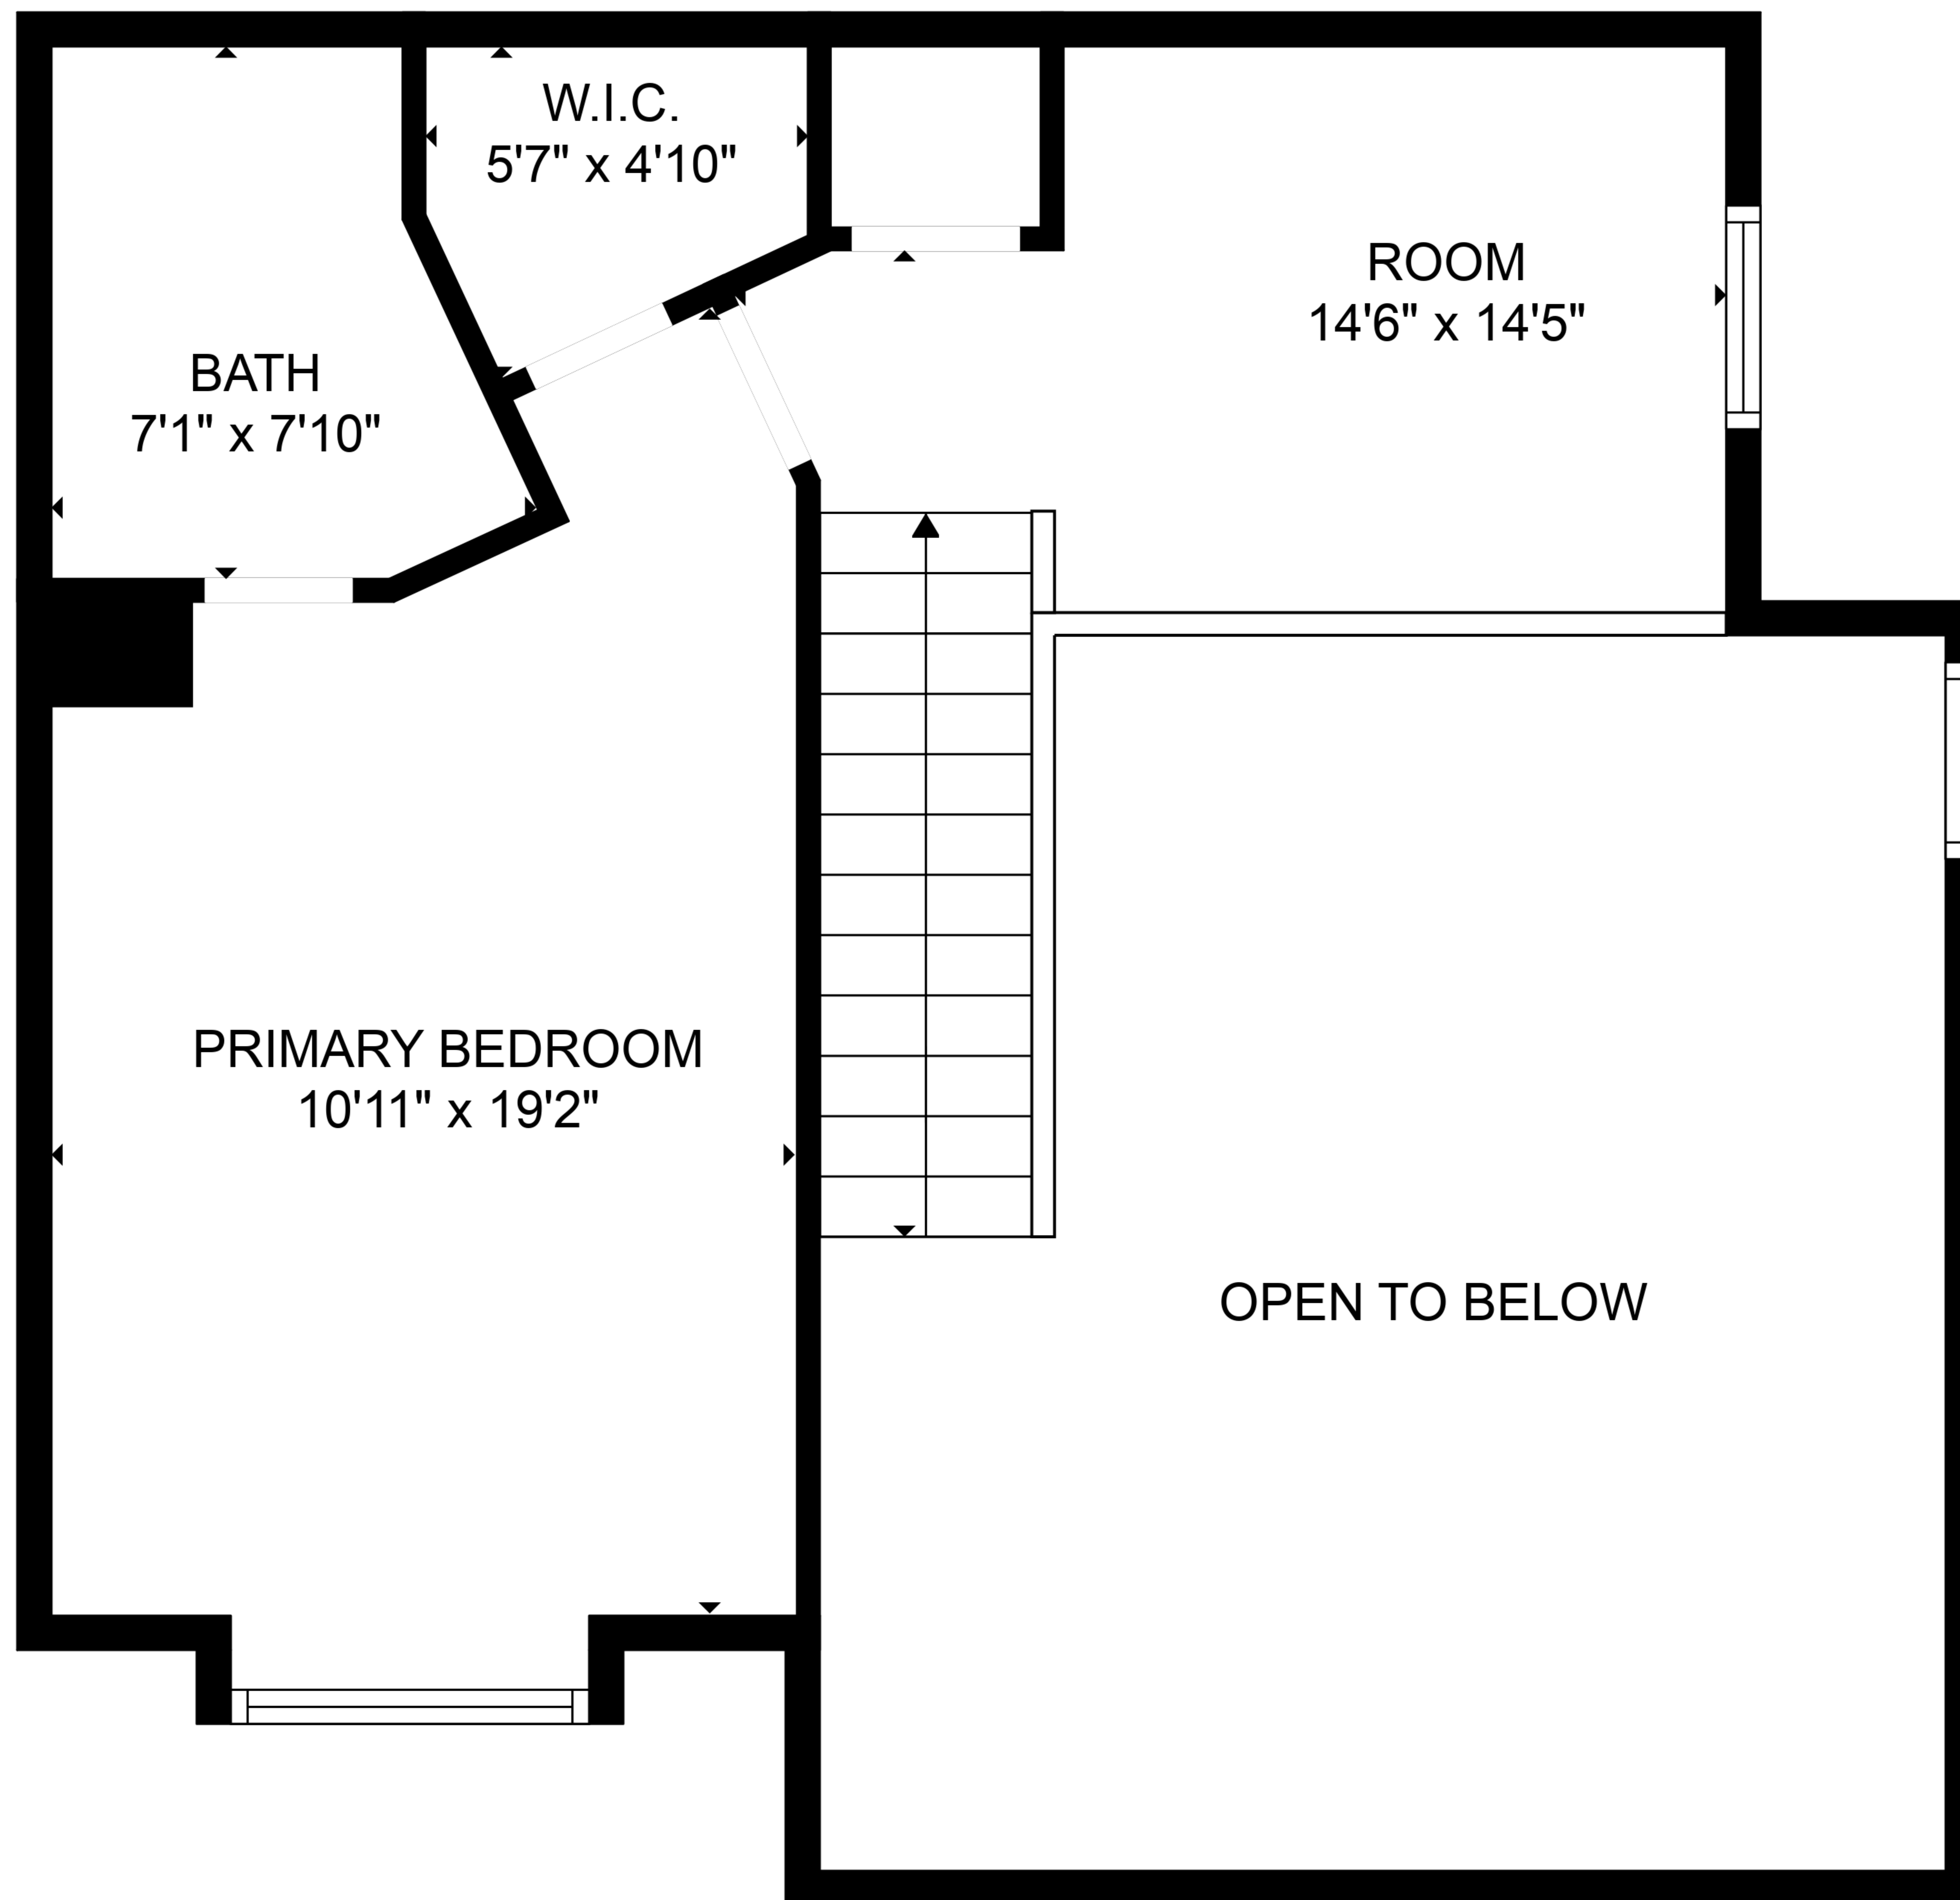 W.I.C.
5'7" x 4'10"
ROOM
14'6" x 14'5"
BATH
7'1" x 7'10"
PRIMARY BEDROOM
10'11" x 19'2"
OPEN TO BELOW